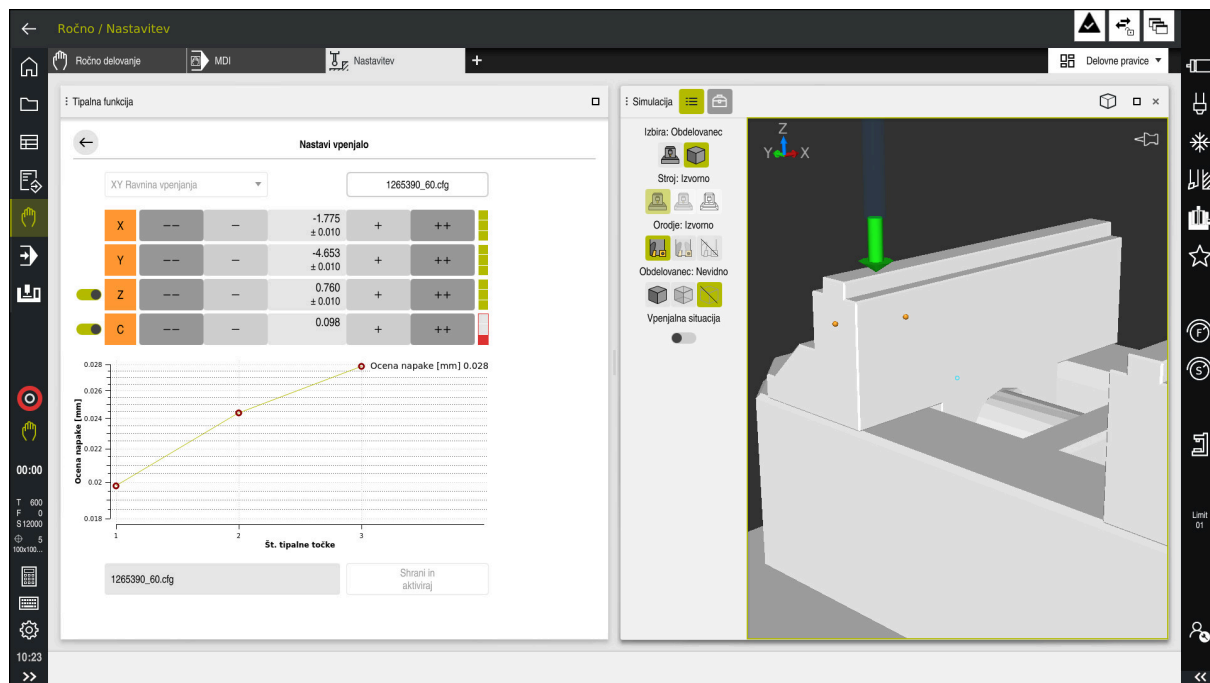 Ročno / Nastavitev
Ročno delovanje
MDI
Nastavitev
+
Delovne pravice
Tipalna funkcija
Nastavi vpenjalo
XY Ravnina vpenjanja
1265390_60.cfg
X -- - -1.775 + ++
± 0.010
Y -- - -4.653 + ++
± 0.010
Z -- - 0.760 + ++
± 0.010
C -- - 0.098 + ++
Ocena napake [mm] 0.028
Ocena napake [mm]
0.028
0.026
0.024
0.022
0.02
0.018
1 2 3
Št. tipalne točke
1265390_60.cfg
Shrani in
aktiviraj
Simulacija
Izbira: Obdelovanec
Stroj: Izvorno
Orodje: Izvorno
Obdelovanec: Nevidno
Vpenjalna situacija
Z
Y X
00:00
T 600
F 0
S 12000
5
100x100...
10:23
F
S
Limit
01